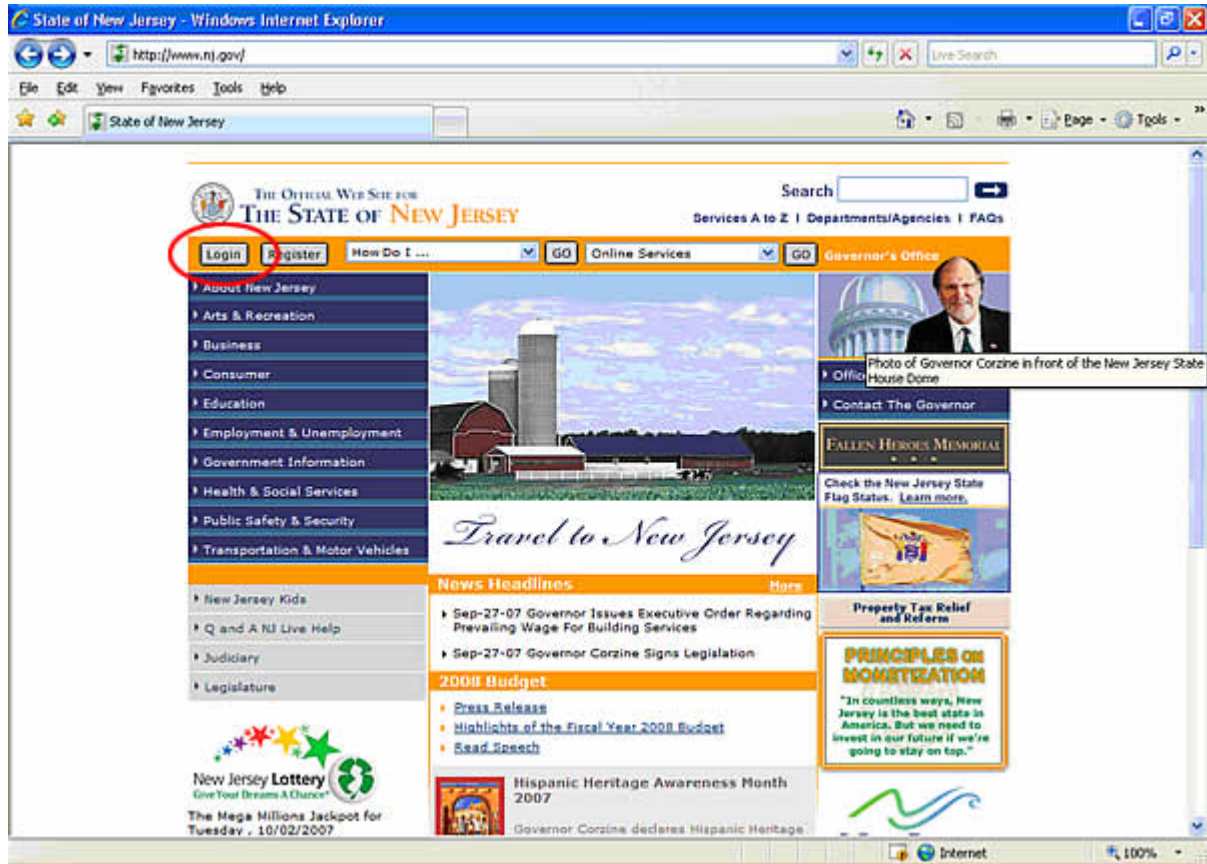 State of New Jersey - Windows Internet Explorer
http://www.nj.gov/
Live Search
File Edit View Favorites Tools Help
State of New Jersey
Page Tools
Search
THE OFFICIAL WEB SITE FOR
THE STATE OF NEW JERSEY
Services A to Z | Departments/Agencies | FAQs
Login Register How Do I ... GO Online Services GO Governor's Office
About New Jersey
Arts & Recreation
Business
Consumer
Education
Employment & Unemployment
Government Information
Health & Social Services
Public Safety & Security
Transportation & Motor Vehicles
New Jersey Kids
Q and A NJ Live Help
Judiciary
Legislature
New Jersey Lottery
Give Your Dreams A Chance
The Mega Millions Jackpot for
Tuesday , 10/02/2007
Travel to New Jersey
News Headlines More
Sep-27-07 Governor Issues Executive Order Regarding
Prevailing Wage For Building Services
Sep-27-07 Governor Corzine Signs Legislation
2008 Budget
Press Release
Highlights of the Fiscal Year 2008 Budget
Read Speech
Hispanic Heritage Awareness Month
2007
Governor Corzine declares Hispanic Heritage
Photo of Governor Corzine in front of the New Jersey State
House Dome
Contact The Governor
FALLEN HEROES MEMORIAL
Check the New Jersey State
Flag Status. Learn more.
Property Tax Relief
and Reform
PRINCIPLES ON
MONETIZATION
"In countless ways, New
Jersey is the best state in
America. But we need to
invest in our future if we're
going to stay on top."
Internet 100%